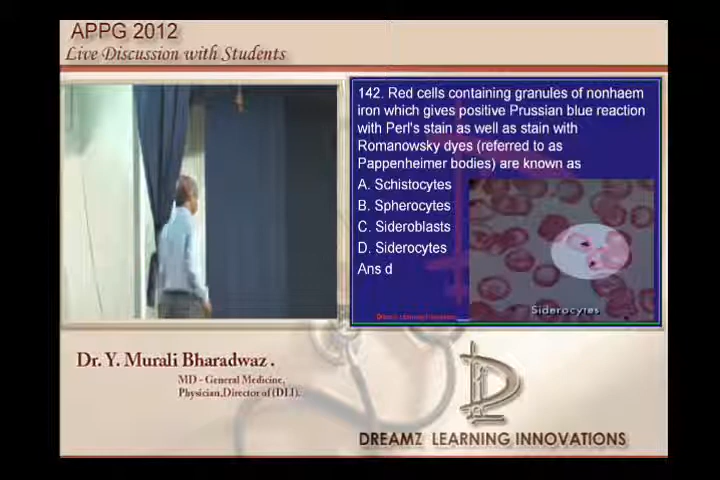 APPG 2012
Live Discussion with Students
142. Red cells containing granules of nonhaem
iron which gives positive Prussian blue reaction
with Perl's stain as well as stain with
Romanowsky dyes (referred to as
Pappenheimer bodies) are known as
A. Schistocytes
B. Spherocytes
C. Sideroblasts
D. Siderocytes
Ans d
Siderocytes
Dreamz Learning Innovations
Dr. Y. Murali Bharadwaz .
MD - General Medicine,
Physician,Director of (DLI).
DREAMZ LEARNING INNOVATIONS